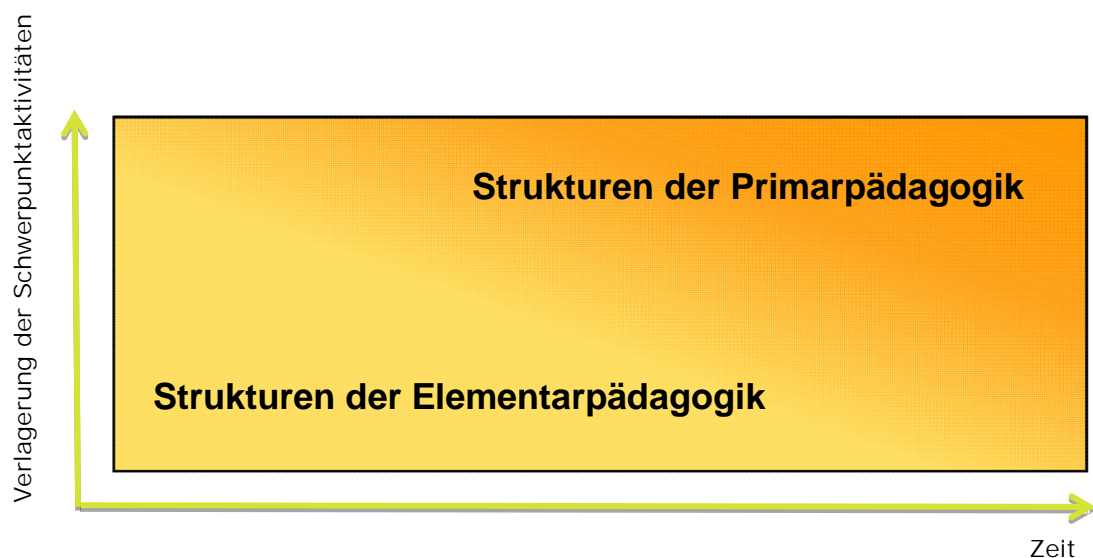 Verlagerung der Schwerpunktaktivitäten
Strukturen der Primarpädagogik
Strukturen der Elementarpädagogik
Zeit